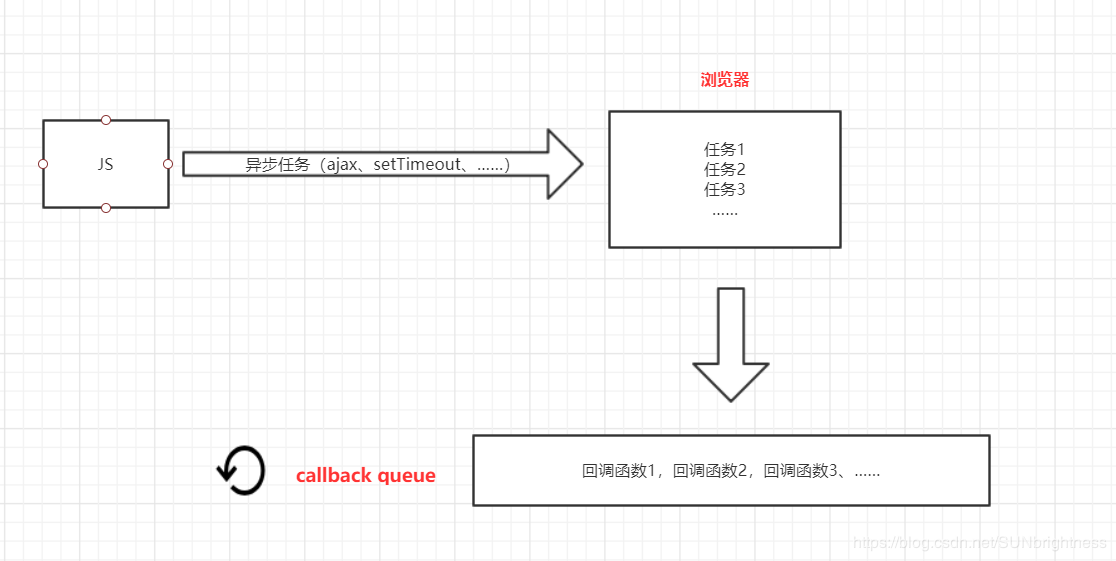 浏览器
JS
异步任务（ajax、setTimeout、......）
任务1
任务2
任务3
......
callback queue
回调函数1，回调函数2，回调函数3、......
https://blog.csdn.net/SUNbrightness